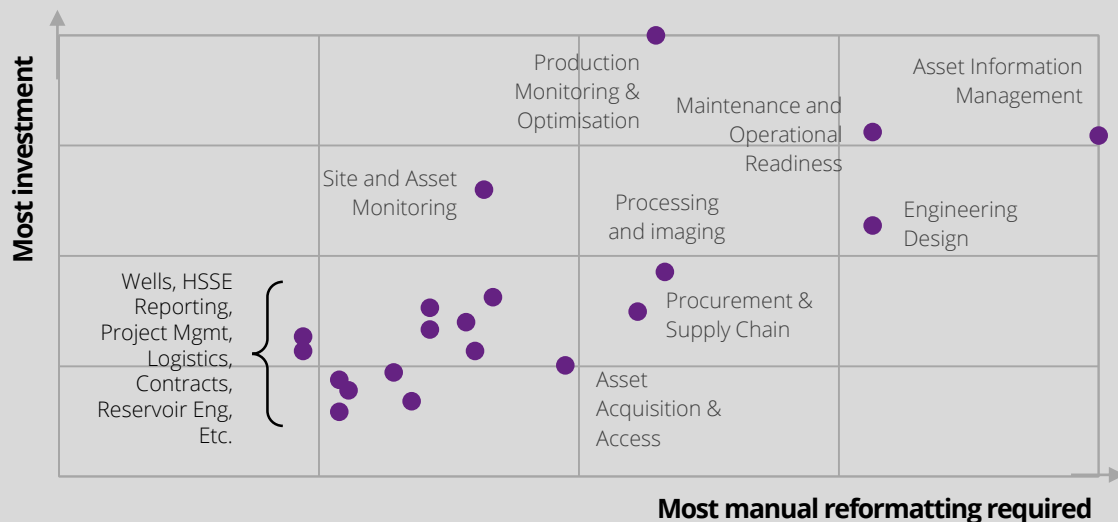 Most investment
Production
Monitoring &
Optimisation
Asset Information
Management
Maintenance and
Operational
Readiness
Site and Asset
Monitoring
Processing
and imaging
Engineering
Design
Wells, HSSE
Reporting,
Project Mgmt,
Logistics,
Contracts,
Reservoir Eng,
Etc.
Procurement &
Supply Chain
Asset
Acquisition &
Access
Most manual reformatting required